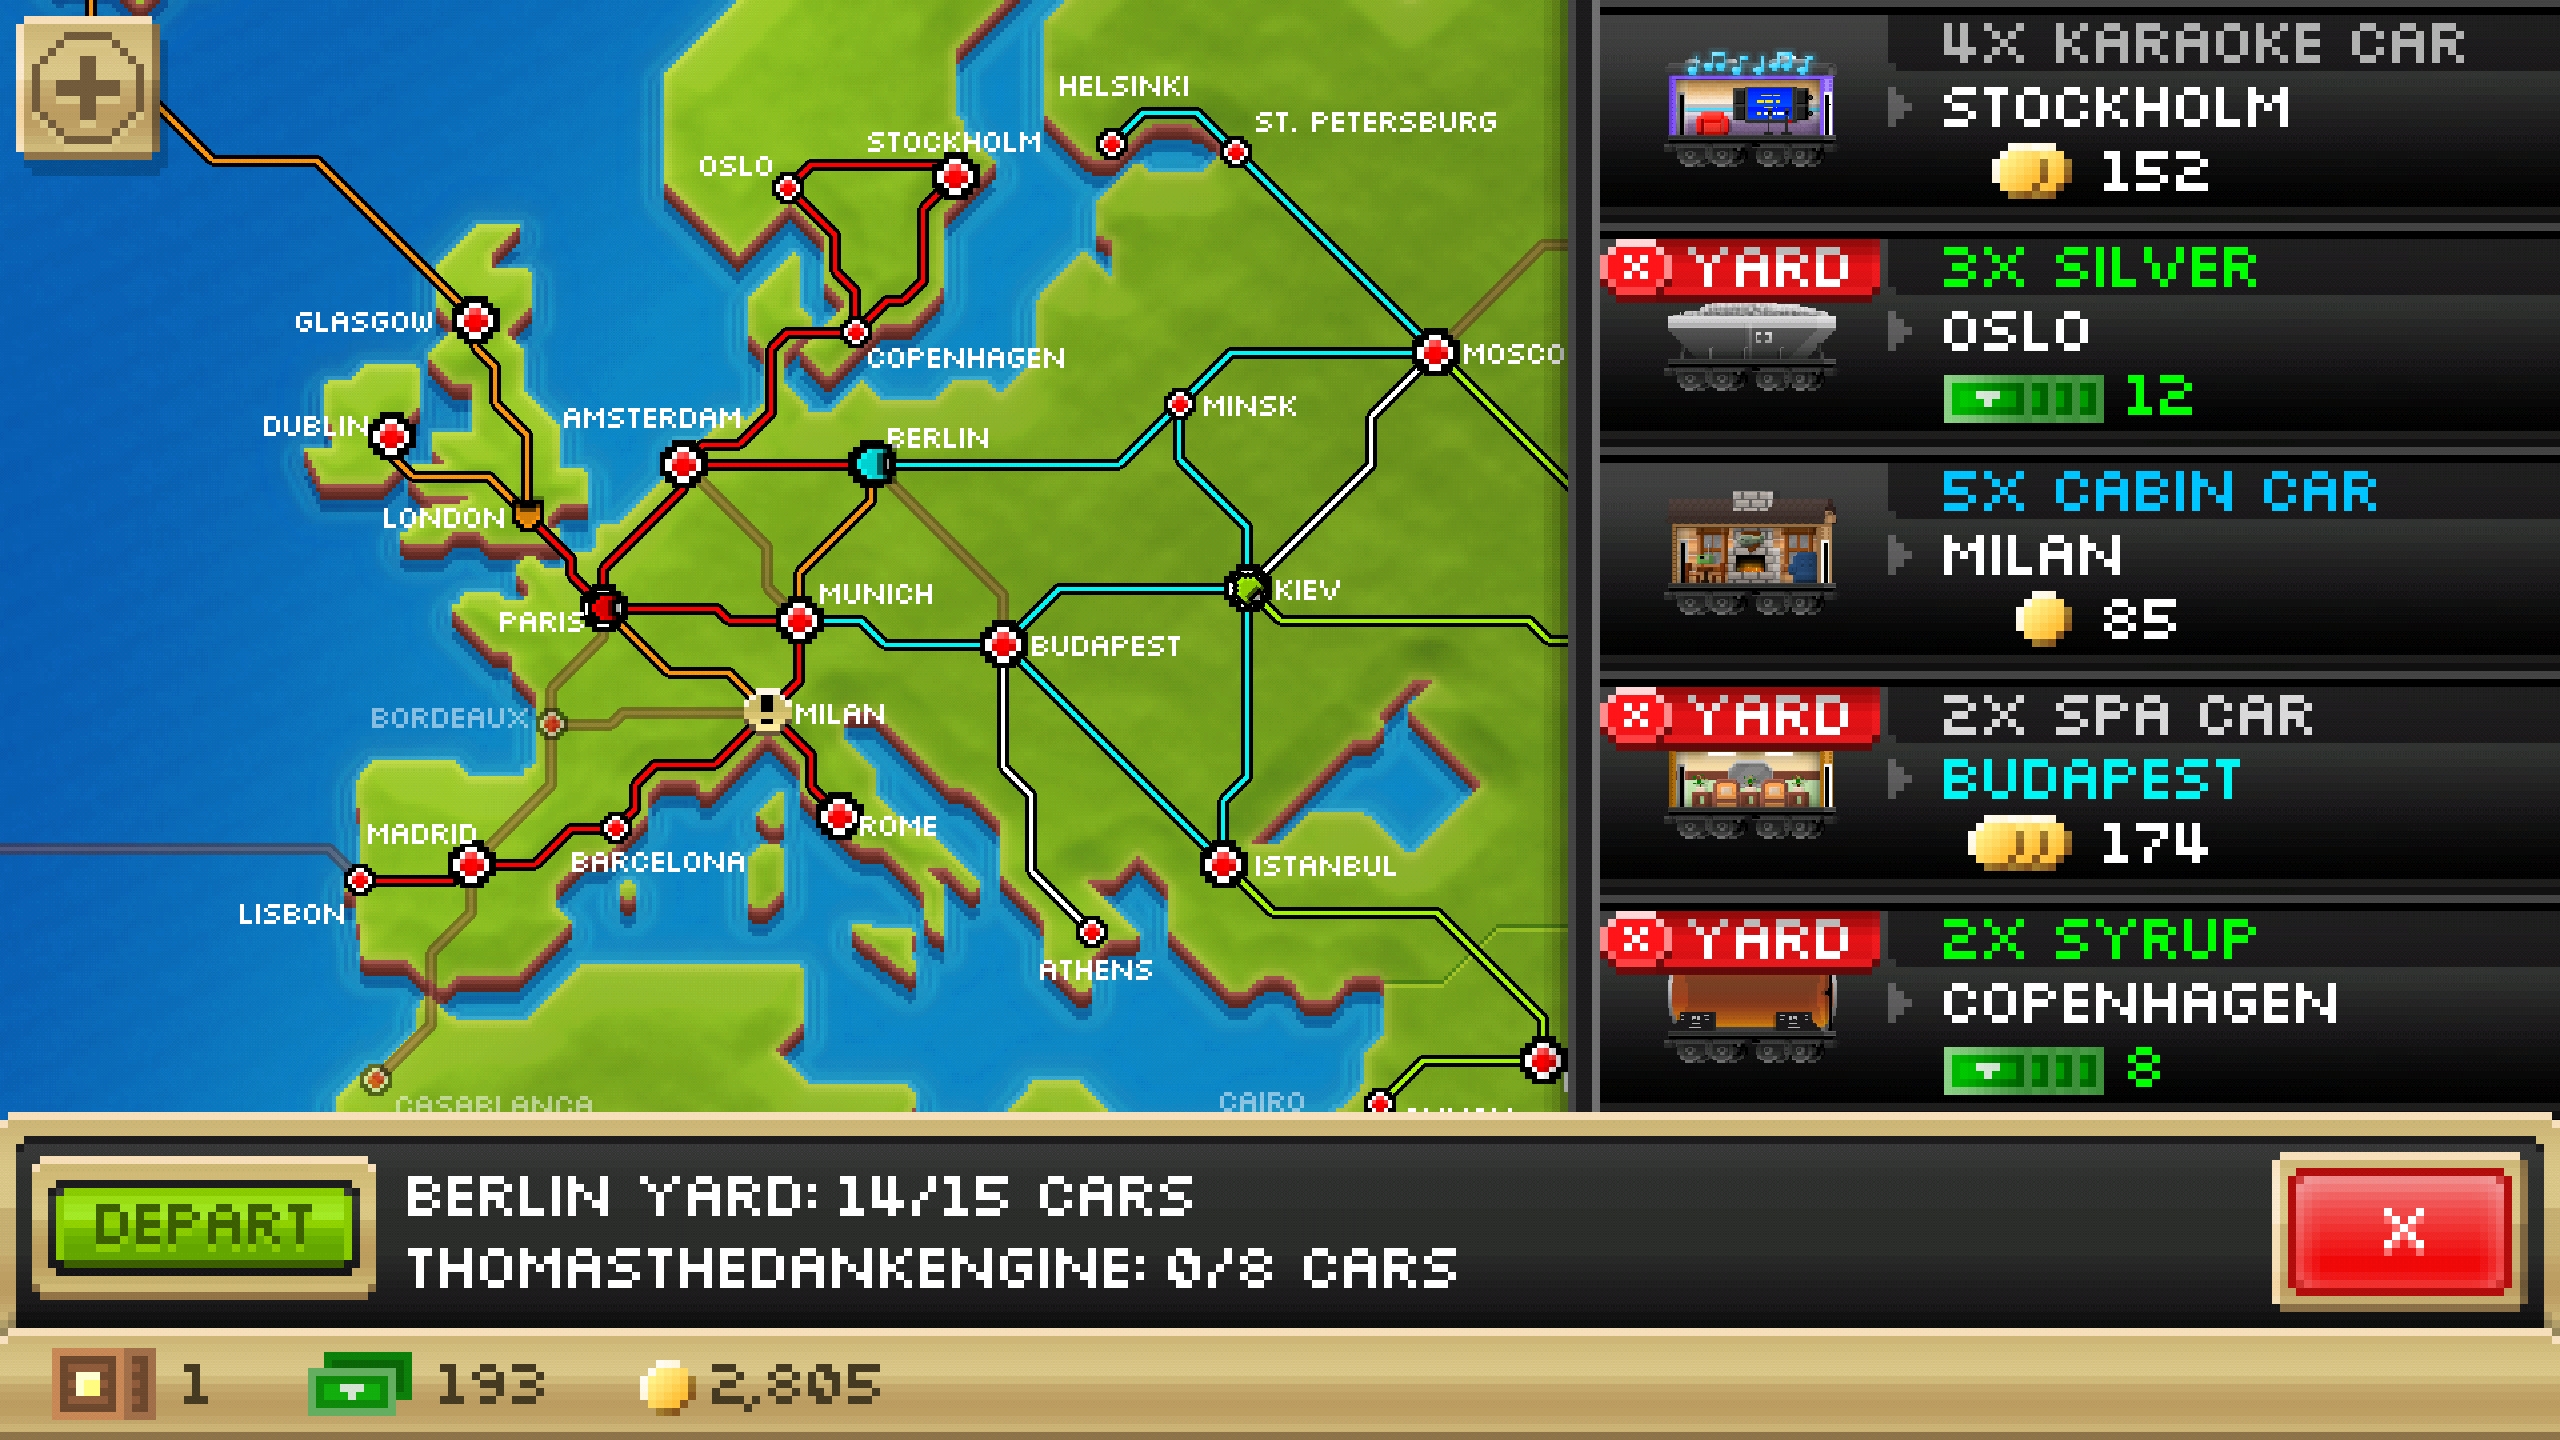 HELSINKI
ST. PETERSBURG
STOCKHOLM
OSLO
GLASGOW
COPENHAGEN
MOSCO
DUBLIN
AMSTERDAM
BERLIN
MINSK
LONDON
PARIS
MUNICH
KIEV
BUDAPEST
BORDEAUX
MILAN
MADRID
ROME
BARCELONA
ISTANBUL
LISBON
ATHENS
CASABLANCA
CAIRO
4X KARAOKE CAR
STOCKHOLM
152
X YARD
3X SILVER
OSLO
12
5X CABIN CAR
MILAN
85
X YARD
2X SPA CAR
BUDAPEST
174
X YARD
2X SYRUP
COPENHAGEN
8
DEPART
BERLIN YARD: 14/15 CARS
THOMASTHEDANKENGINE: 0/8 CARS
X
1
193
2,805